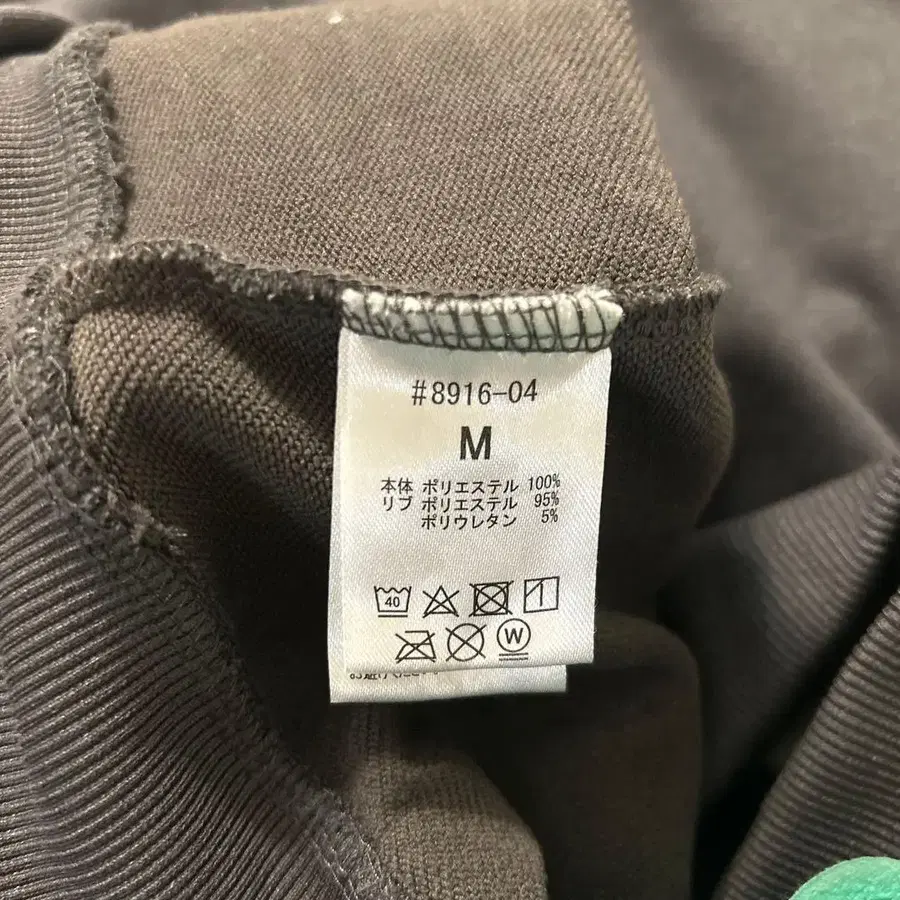 #8916-04
M
本体 ポリエステル 100%
リブ ポリエステル 95%
ポリウレタン 5%
40
W